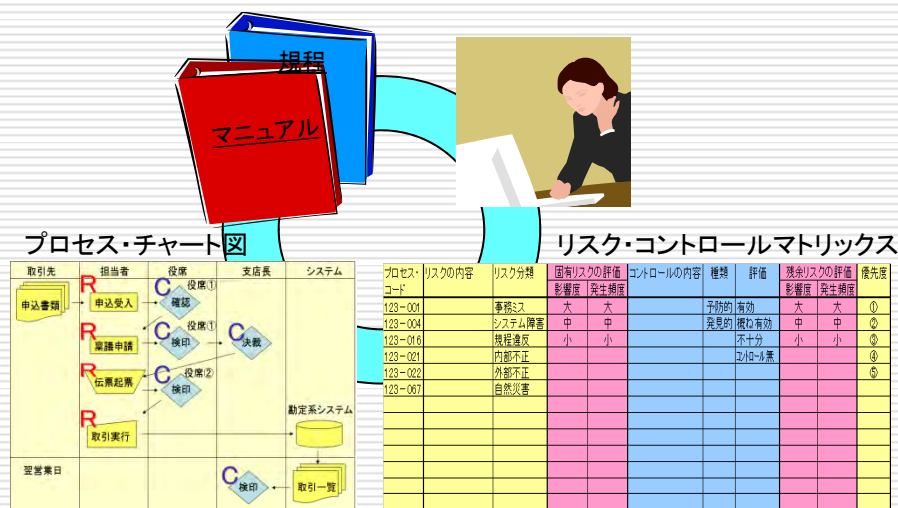 規程
マニュアル
プロセス・チャート図
リスク・コントロールマトリックス
取引先 担当者 役席 支店長 システム
申込書類 R 申込受入 C 役席① 確認
R 稟議申請 C 役席① 検印 C 決裁
R 伝票起票 C 役席② 検印
R 取引実行 勘定系システム
翌営業日 C 検印 取引一覧
プロセス・コード リスクの内容 リスク分類 固有リスクの評価 コントロールの内容 種類 評価 残余リスクの評価 優先度
影響度 発生頻度 影響度 発生頻度
123-001 事務ミス 大 大 予防的 有効 大 大 ①
123-004 システム障害 中 中 発見的 概ね有効 中 中 ②
123-016 規程違反 小 小 不十分 小 小 ③
123-021 内部不正 コントロール無 ④
123-022 外部不正 ⑤
123-067 自然災害